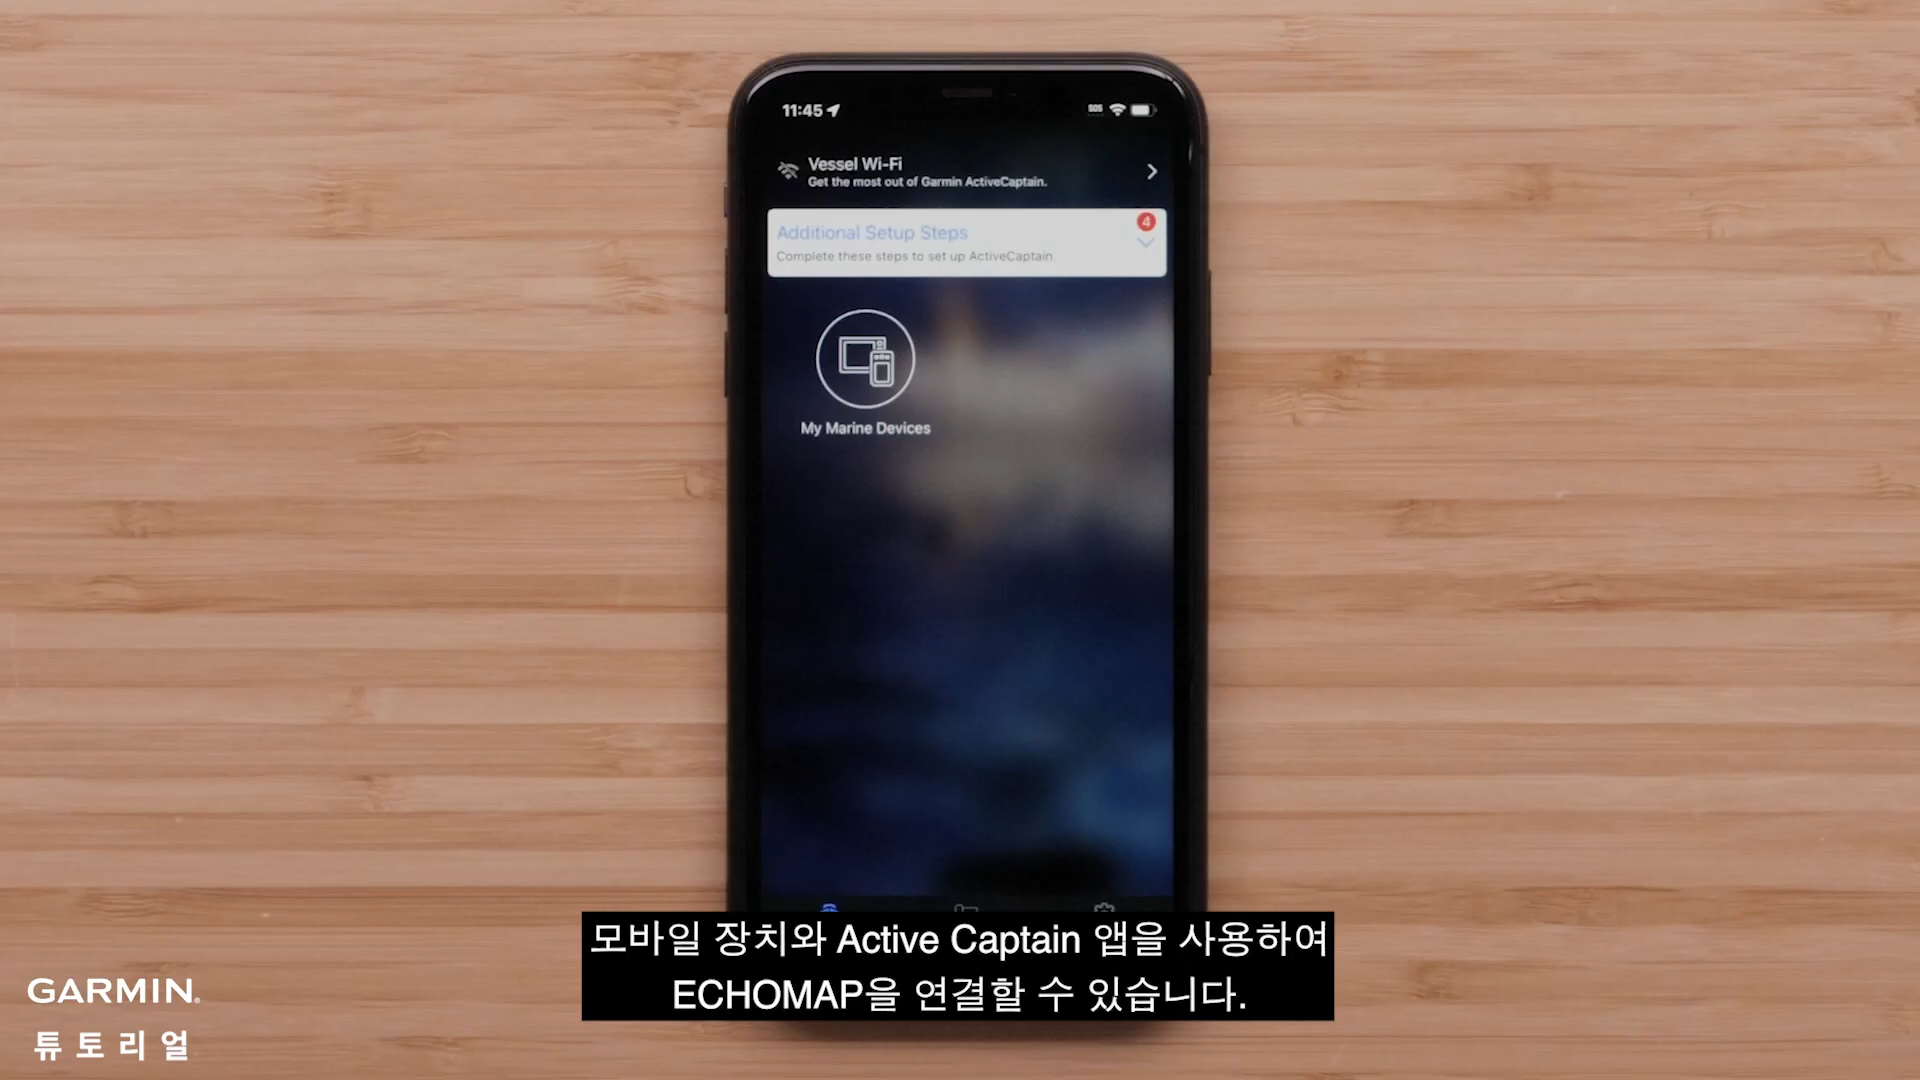 11:45
SOS
Vessel Wi-Fi
Get the most out of Garmin ActiveCaptain.
4
Additional Setup Steps
Complete these steps to set up ActiveCaptain.
My Marine Devices
모바일 장치와 Active Captain 앱을 사용하여
ECHOMAP을 연결할 수 있습니다.
GARMIN®
튜토리얼